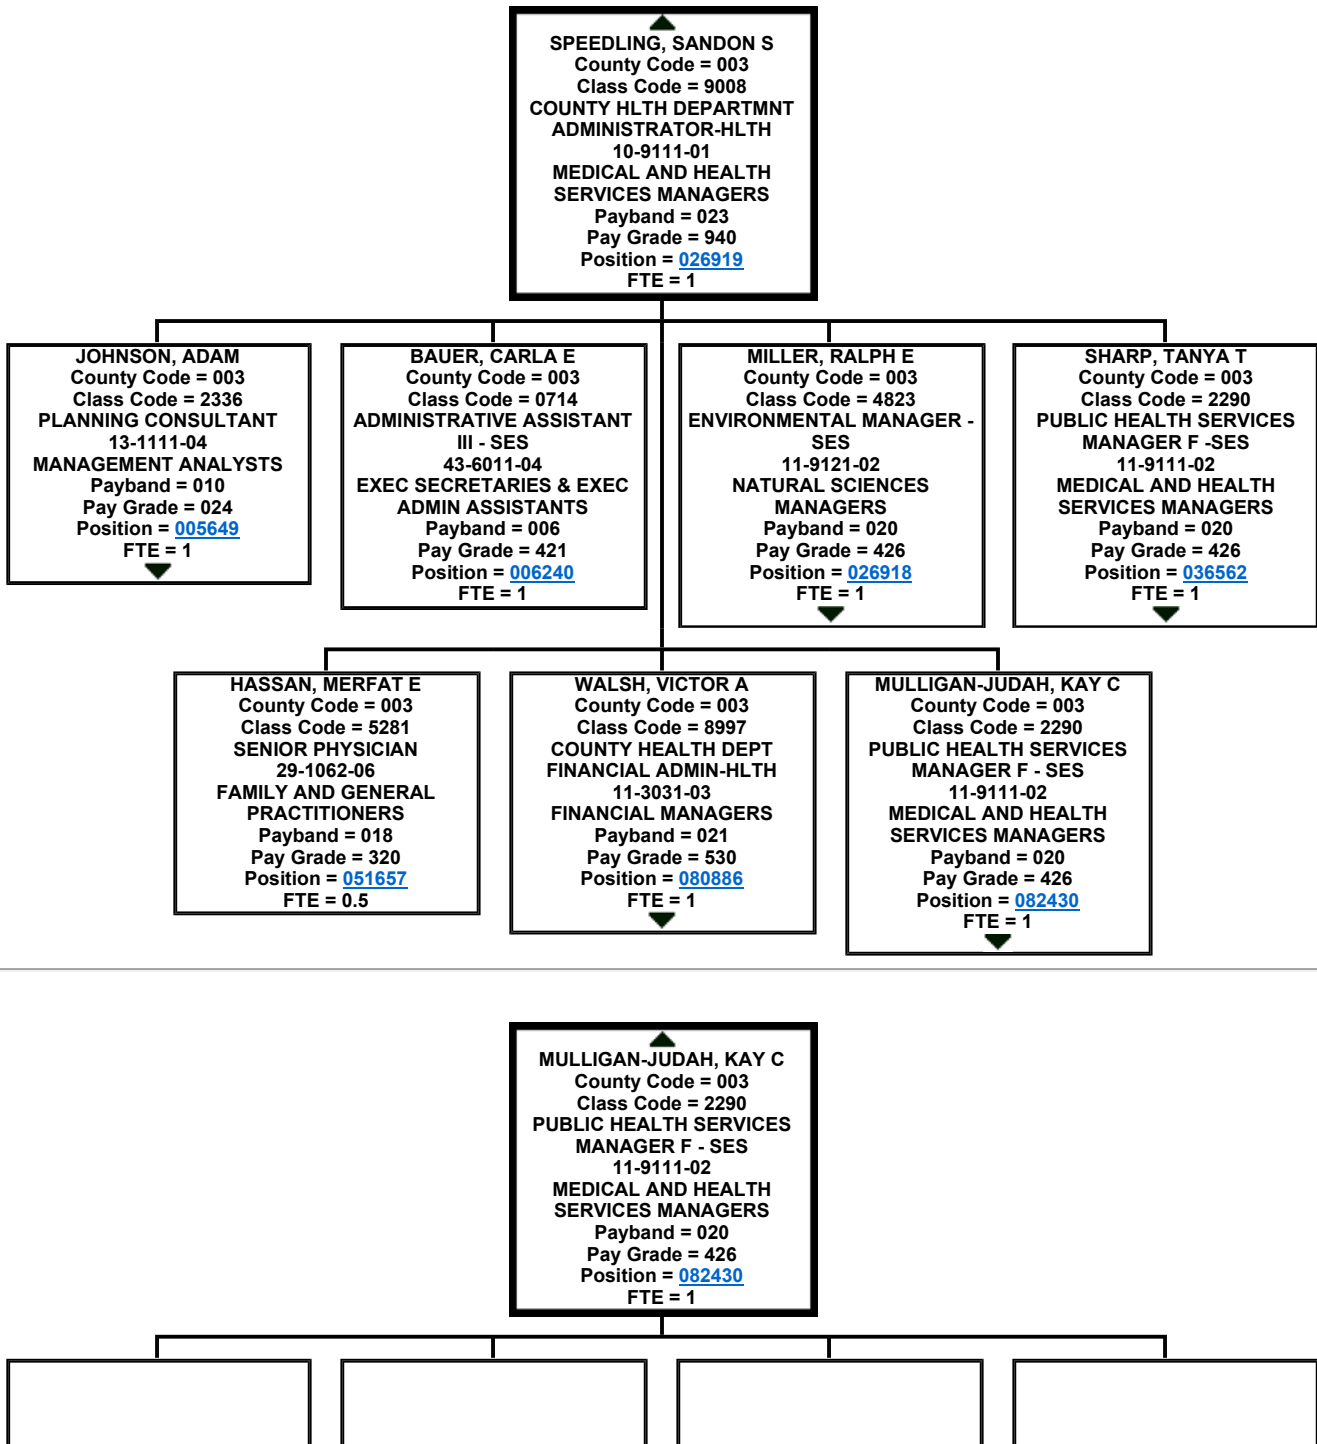 SPEEDLING, SANDON S
County Code = 003
Class Code = 9008
COUNTY HLTH DEPARTMNT
ADMINISTRATOR-HLTH
10-9111-01
MEDICAL AND HEALTH
SERVICES MANAGERS
Payband = 023
Pay Grade = 940
Position = 026919
FTE = 1
JOHNSON, ADAM
County Code = 003
Class Code = 2336
PLANNING CONSULTANT
13-1111-04
MANAGEMENT ANALYSTS
Payband = 010
Pay Grade = 024
Position = 005649
FTE = 1
BAUER, CARLA E
County Code = 003
Class Code = 0714
ADMINISTRATIVE ASSISTANT
III - SES
43-6011-04
EXEC SECRETARIES & EXEC
ADMIN ASSISTANTS
Payband = 006
Pay Grade = 421
Position = 006240
FTE = 1
MILLER, RALPH E
County Code = 003
Class Code = 4823
ENVIRONMENTAL MANAGER -
SES
11-9121-02
NATURAL SCIENCES
MANAGERS
Payband = 020
Pay Grade = 426
Position = 026918
FTE = 1
SHARP, TANYA T
County Code = 003
Class Code = 2290
PUBLIC HEALTH SERVICES
MANAGER F -SES
11-9111-02
MEDICAL AND HEALTH
SERVICES MANAGERS
Payband = 020
Pay Grade = 426
Position = 036562
FTE = 1
HASSAN, MERFAT E
County Code = 003
Class Code = 5281
SENIOR PHYSICIAN
29-1062-06
FAMILY AND GENERAL
PRACTITIONERS
Payband = 018
Pay Grade = 320
Position = 051657
FTE = 0.5
WALSH, VICTOR A
County Code = 003
Class Code = 8997
COUNTY HEALTH DEPT
FINANCIAL ADMIN-HLTH
11-3031-03
FINANCIAL MANAGERS
Payband = 021
Pay Grade = 530
Position = 080886
FTE = 1
MULLIGAN-JUDAH, KAY C
County Code = 003
Class Code = 2290
PUBLIC HEALTH SERVICES
MANAGER F - SES
11-9111-02
MEDICAL AND HEALTH
SERVICES MANAGERS
Payband = 020
Pay Grade = 426
Position = 082430
FTE = 1
MULLIGAN-JUDAH, KAY C
County Code = 003
Class Code = 2290
PUBLIC HEALTH SERVICES
MANAGER F - SES
11-9111-02
MEDICAL AND HEALTH
SERVICES MANAGERS
Payband = 020
Pay Grade = 426
Position = 082430
FTE = 1